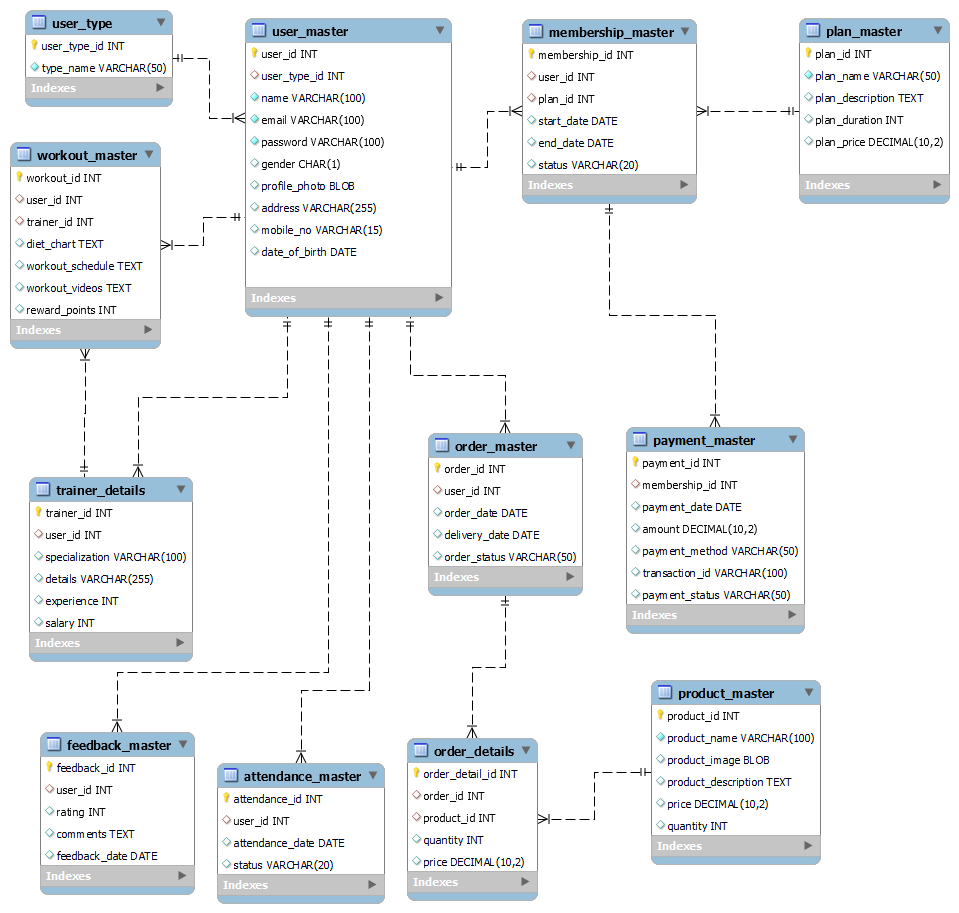 user_type
user_type_id INT
type_name VARCHAR(50)
Indexes
user_master
user_id INT
user_type_id INT
name VARCHAR(100)
email VARCHAR(100)
password VARCHAR(100)
gender CHAR(1)
profile_photo BLOB
address VARCHAR(255)
mobile_no VARCHAR(15)
date_of_birth DATE
Indexes
membership_master
membership_id INT
user_id INT
plan_id INT
start_date DATE
end_date DATE
status VARCHAR(20)
Indexes
plan_master
plan_id INT
plan_name VARCHAR(50)
plan_description TEXT
plan_duration INT
plan_price DECIMAL(10,2)
Indexes
workout_master
workout_id INT
user_id INT
trainer_id INT
diet_chart TEXT
workout_schedule TEXT
workout_videos TEXT
reward_points INT
Indexes
trainer_details
trainer_id INT
user_id INT
specialization VARCHAR(100)
details VARCHAR(255)
experience INT
salary INT
Indexes
order_master
order_id INT
user_id INT
order_date DATE
delivery_date DATE
order_status VARCHAR(50)
Indexes
payment_master
payment_id INT
membership_id INT
payment_date DATE
amount DECIMAL(10,2)
payment_method VARCHAR(50)
transaction_id VARCHAR(100)
payment_status VARCHAR(50)
Indexes
feedback_master
feedback_id INT
user_id INT
rating INT
comments TEXT
feedback_date DATE
Indexes
attendance_master
attendance_id INT
user_id INT
attendance_date DATE
status VARCHAR(20)
Indexes
order_details
order_detail_id INT
order_id INT
product_id INT
quantity INT
price DECIMAL(10,2)
Indexes
product_master
product_id INT
product_name VARCHAR(100)
product_image BLOB
product_description TEXT
price DECIMAL(10,2)
quantity INT
Indexes